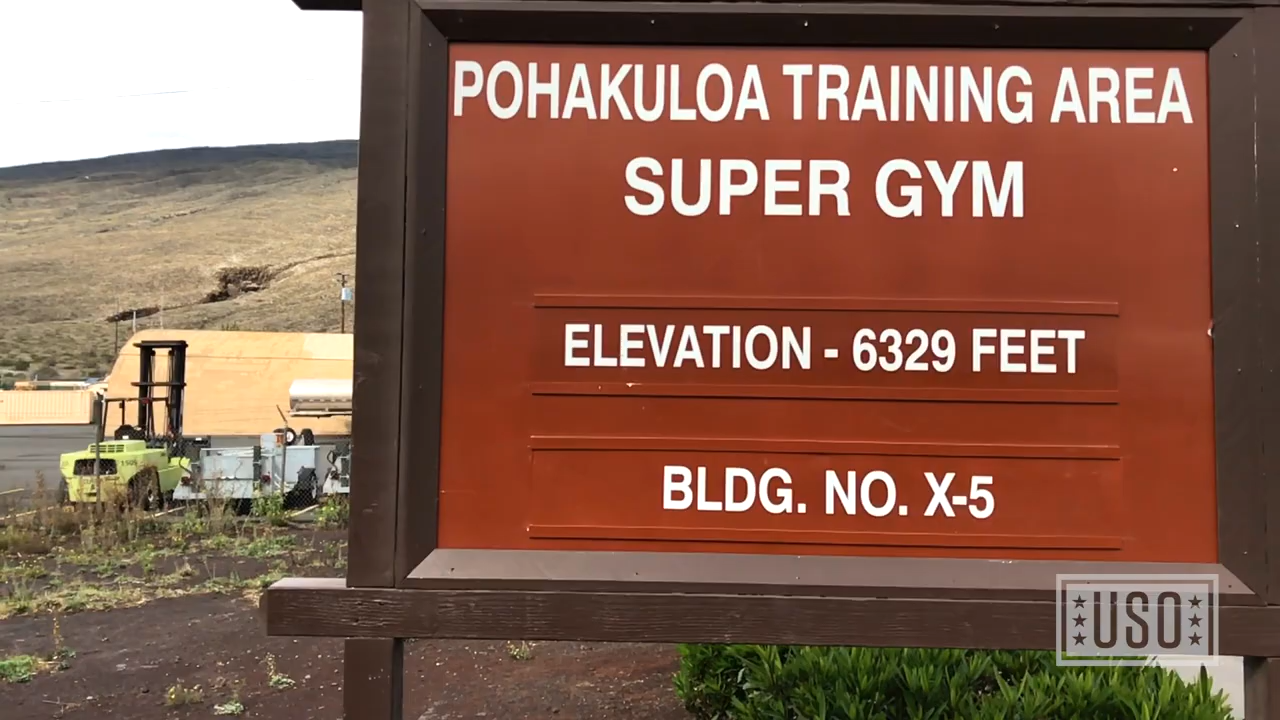 POHAKULOA TRAINING AREA
SUPER GYM
ELEVATION - 6329 FEET
BLDG. NO. X-5
USO